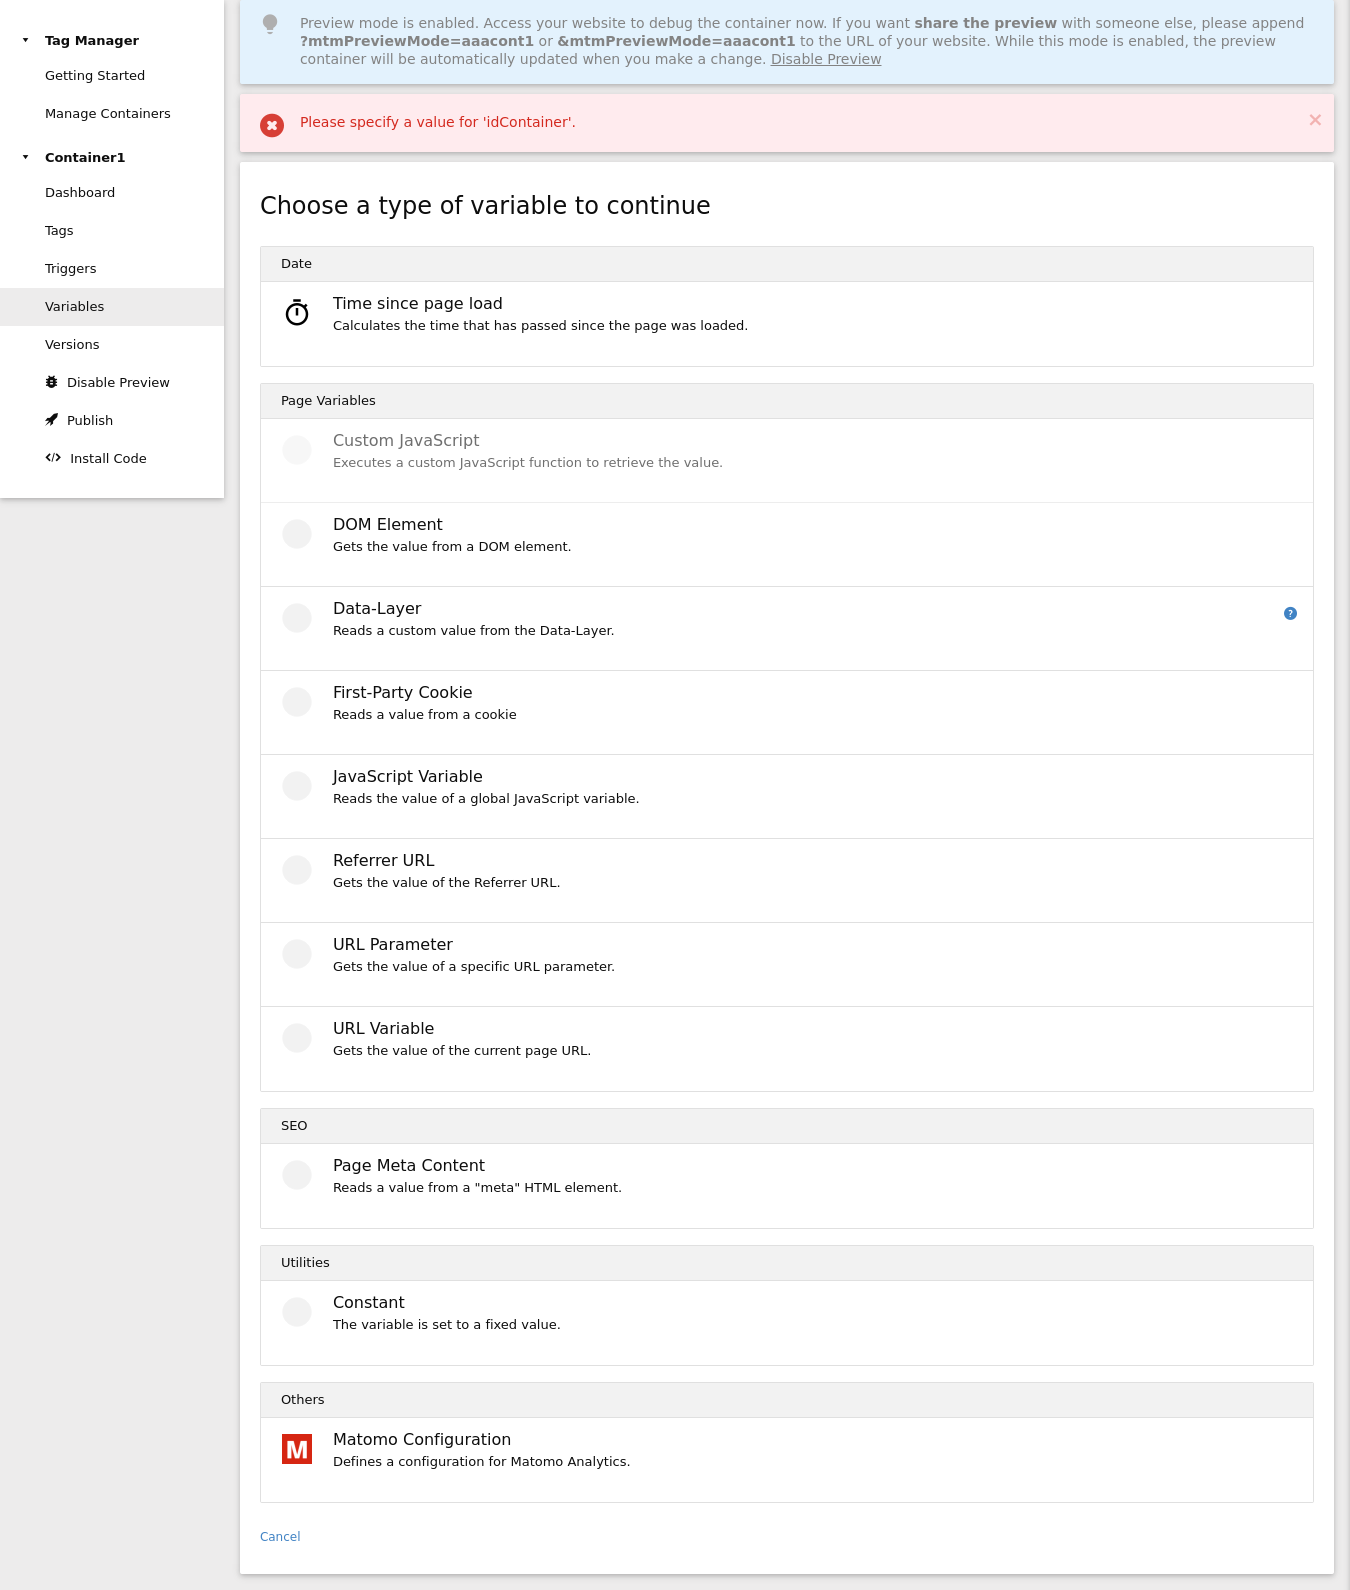 Tag Manager
Getting Started
Manage Containers
Container1
Dashboard
Tags
Triggers
Variables
Versions
Disable Preview
Publish
Install Code
Preview mode is enabled. Access your website to debug the container now. If you want share the preview with someone else, please append
?mtmPreviewMode=aaacont1 or &mtmPreviewMode=aaacont1 to the URL of your website. While this mode is enabled, the preview
container will be automatically updated when you make a change. Disable Preview
Please specify a value for 'idContainer'.
×
Choose a type of variable to continue
Date
Time since page load
Calculates the time that has passed since the page was loaded.
Page Variables
Custom JavaScript
Executes a custom JavaScript function to retrieve the value.
DOM Element
Gets the value from a DOM element.
Data-Layer
Reads a custom value from the Data-Layer.
?
First-Party Cookie
Reads a value from a cookie
JavaScript Variable
Reads the value of a global JavaScript variable.
Referrer URL
Gets the value of the Referrer URL.
URL Parameter
Gets the value of a specific URL parameter.
URL Variable
Gets the value of the current page URL.
SEO
Page Meta Content
Reads a value from a "meta" HTML element.
Utilities
Constant
The variable is set to a fixed value.
Others
M
Matomo Configuration
Defines a configuration for Matomo Analytics.
Cancel